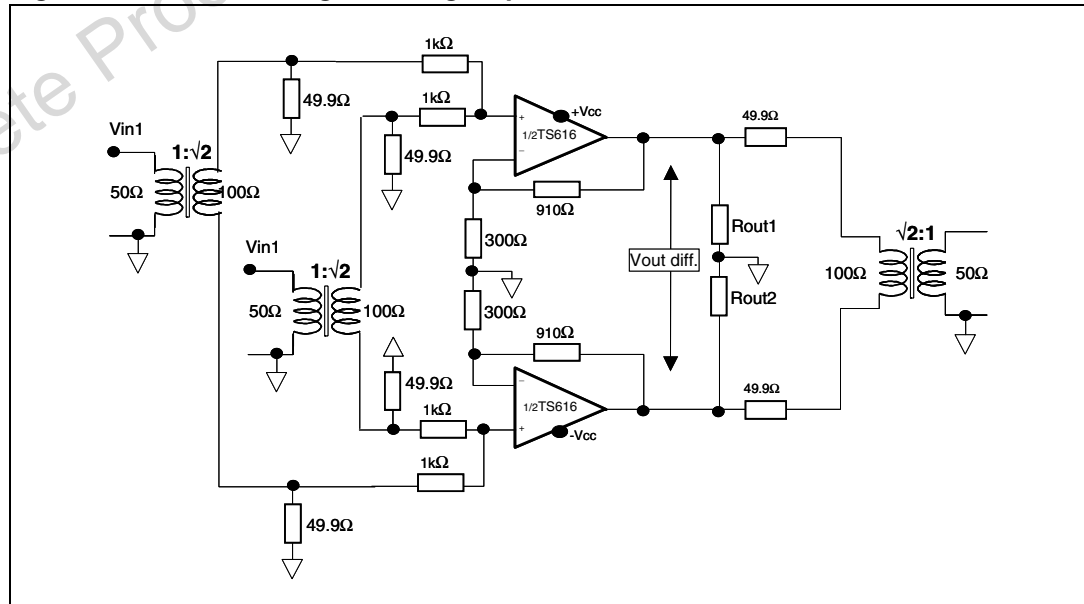 1kΩ
49.9Ω
1kΩ
+Vcc
+
1/2TS616
−
49.9Ω
49.9Ω
Vin1
1:√2
50Ω
100Ω
910Ω
300Ω
Rout1
Vin1
Vout diff.
√2:1
1:√2
100Ω
50Ω
50Ω
100Ω
300Ω
Rout2
910Ω
49.9Ω
−
1/2TS616
+
-Vcc
49.9Ω
1kΩ
1kΩ
49.9Ω